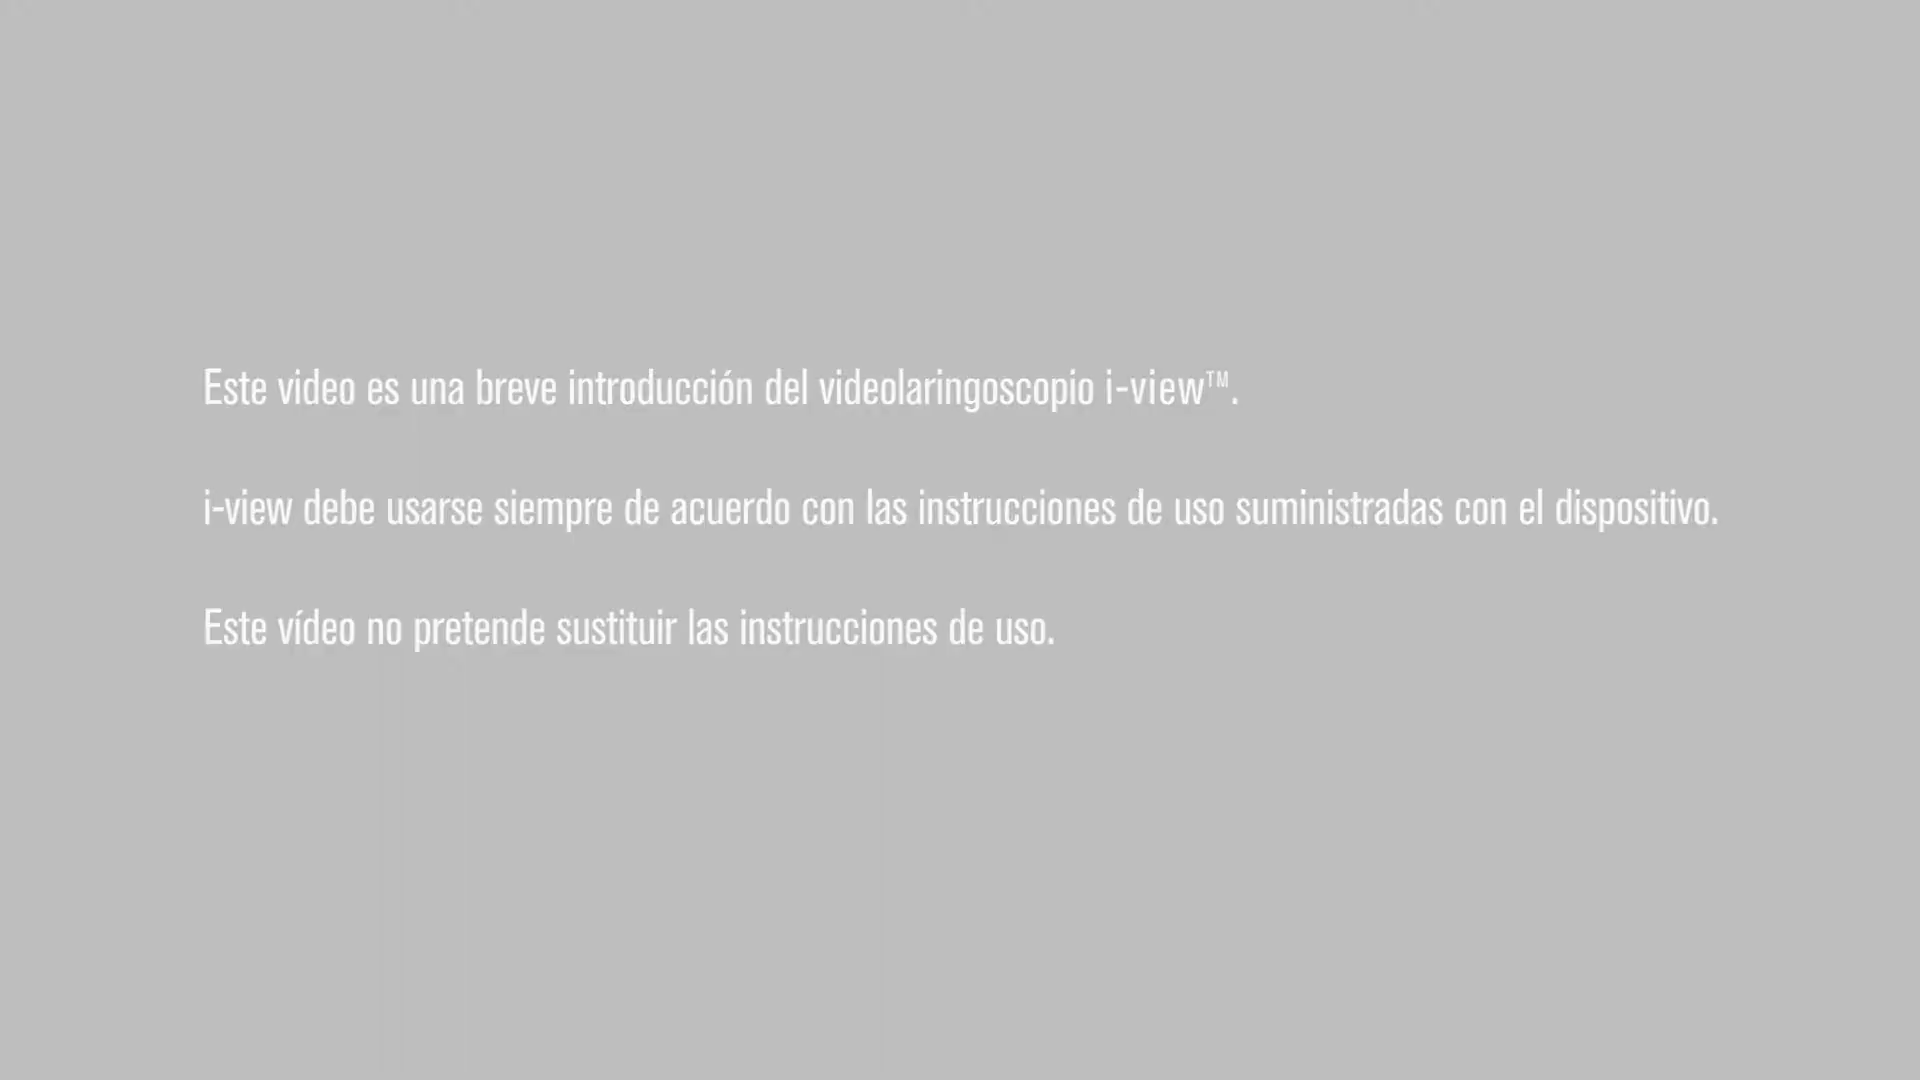 Este video es una breve introducción del videolaringoscopio i-view™.
i-view debe usarse siempre de acuerdo con las instrucciones de uso suministradas con el dispositivo.
Este vídeo no pretende sustituir las instrucciones de uso.